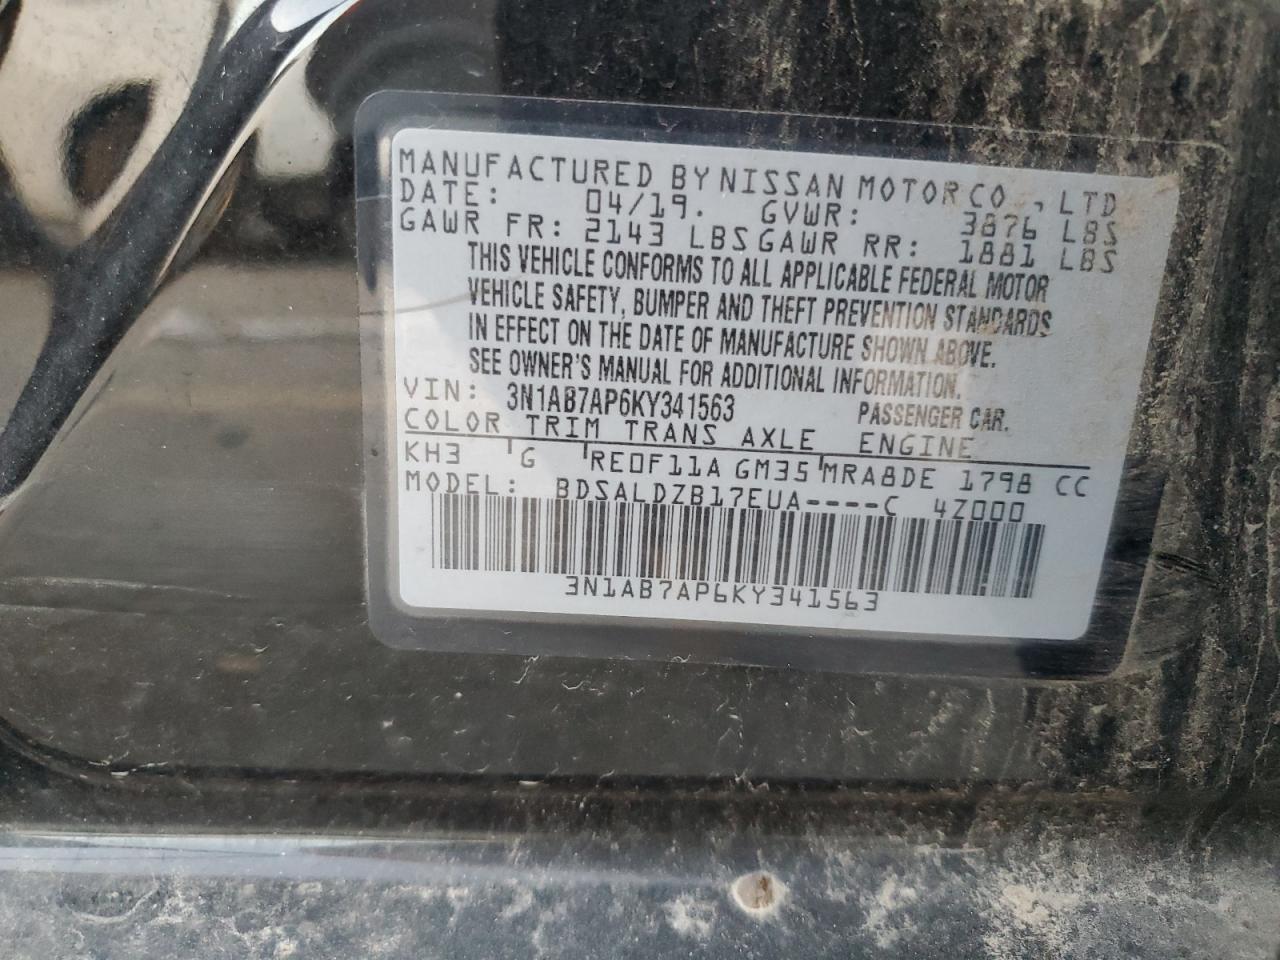 MANUFACTURED BY NISSAN MOTOR CO., LTD
DATE: 04/19. GVWR: 3876 LBS
GAWR FR: 2143 LBS GAWR RR: 1881 LBS
THIS VEHICLE CONFORMS TO ALL APPLICABLE FEDERAL MOTOR
VEHICLE SAFETY, BUMPER AND THEFT PREVENTION STANDARDS
IN EFFECT ON THE DATE OF MANUFACTURE SHOWN ABOVE.
SEE OWNER'S MANUAL FOR ADDITIONAL INFORMATION.
VIN: 3N1AB7AP6KY341563 PASSENGER CAR.
COLOR TRIM TRANS AXLE ENGINE
KH3 G RE0F11A GM35 MRA8DE 1798 CC
MODEL: BDSALDZB17EUA----C 4Z000
3N1AB7AP6KY341563